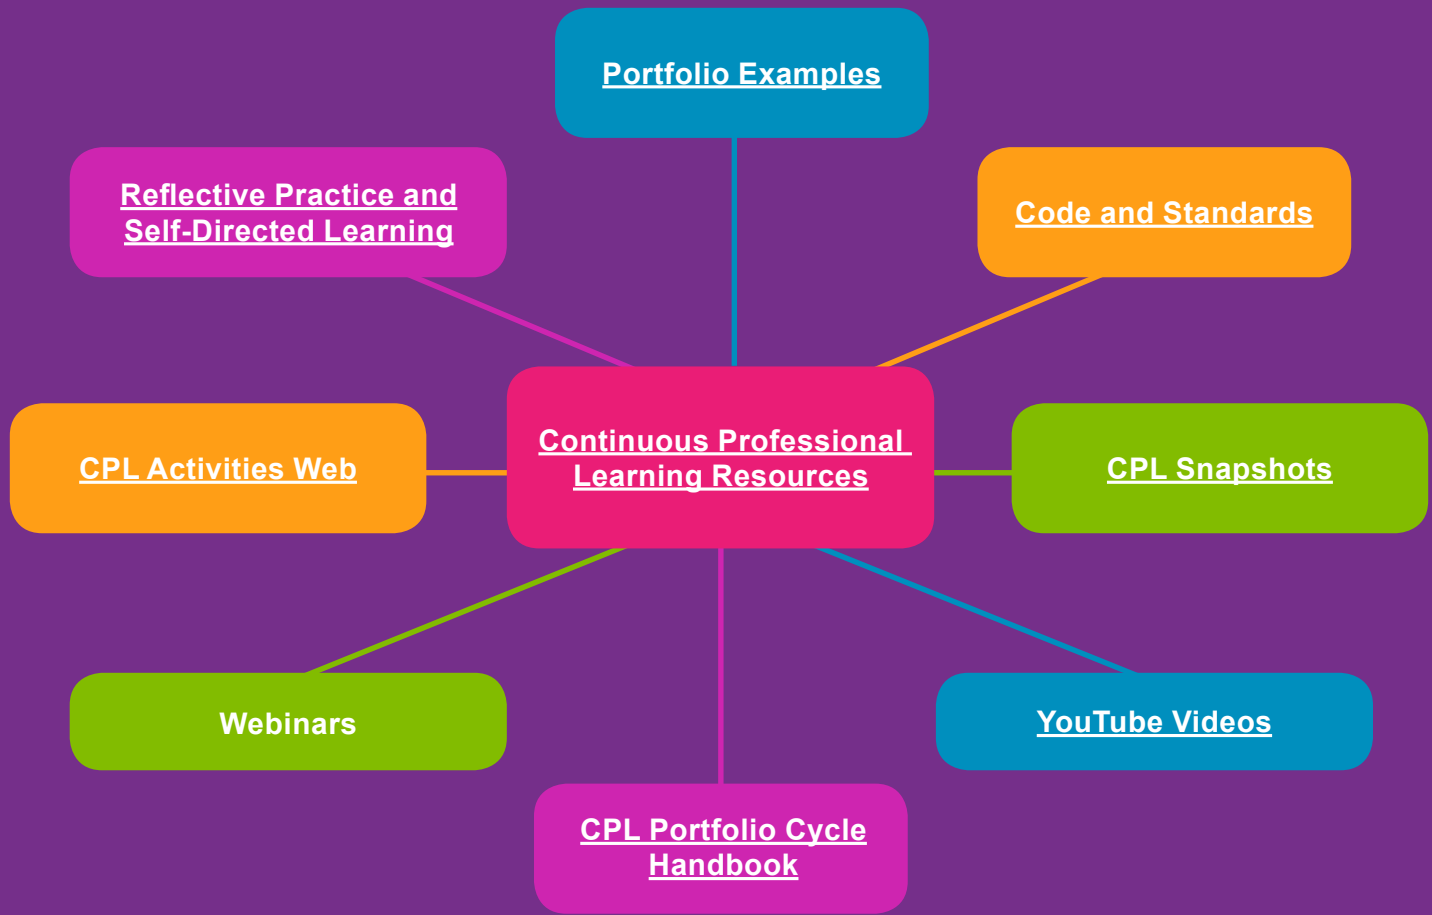 Portfolio Examples
Reflective Practice and
Self-Directed Learning
Code and Standards
CPL Activities Web
Continuous Professional
Learning Resources
CPL Snapshots
Webinars
YouTube Videos
CPL Portfolio Cycle
Handbook